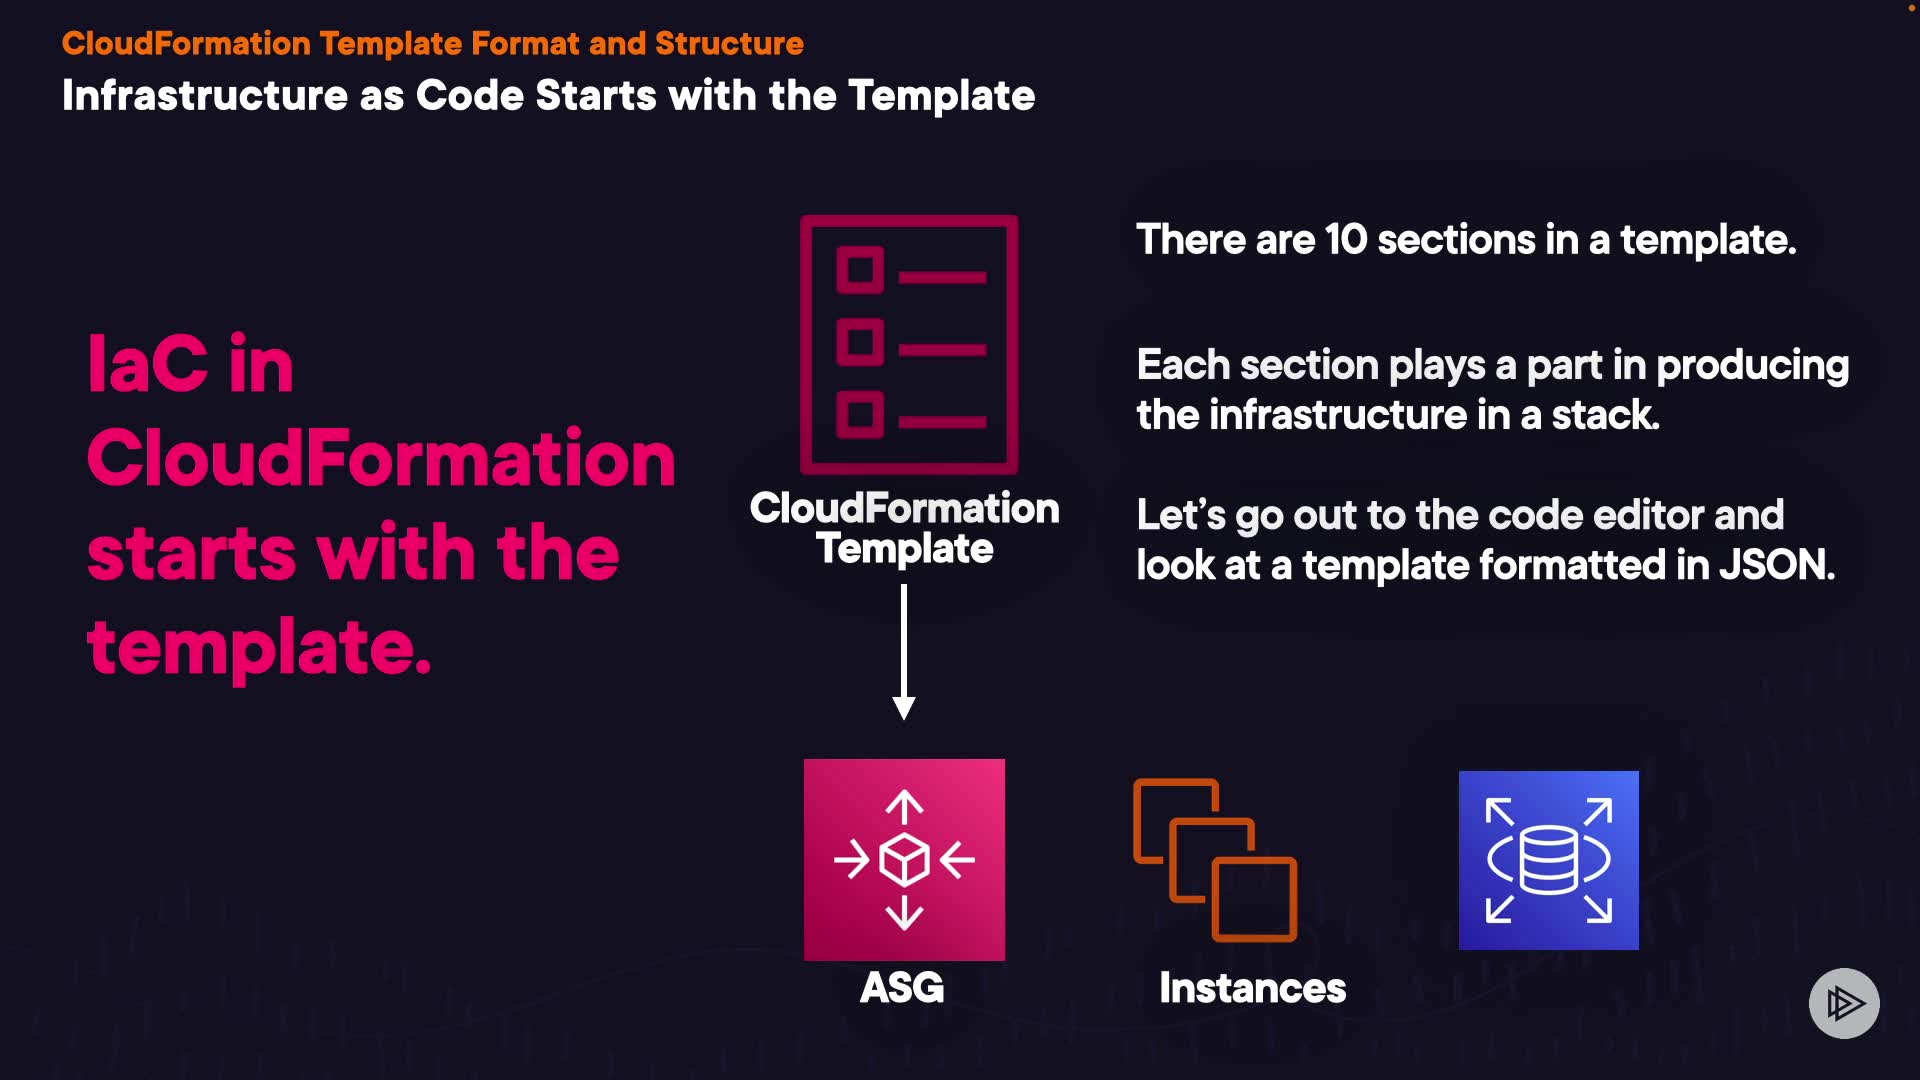 CloudFormation Template Format and Structure
Infrastructure as Code Starts with the Template
IaC in
CloudFormation
starts with the
template.
CloudFormation
Template
There are 10 sections in a template.
Each section plays a part in producing
the infrastructure in a stack.
Let’s go out to the code editor and
look at a template formatted in JSON.
ASG
Instances